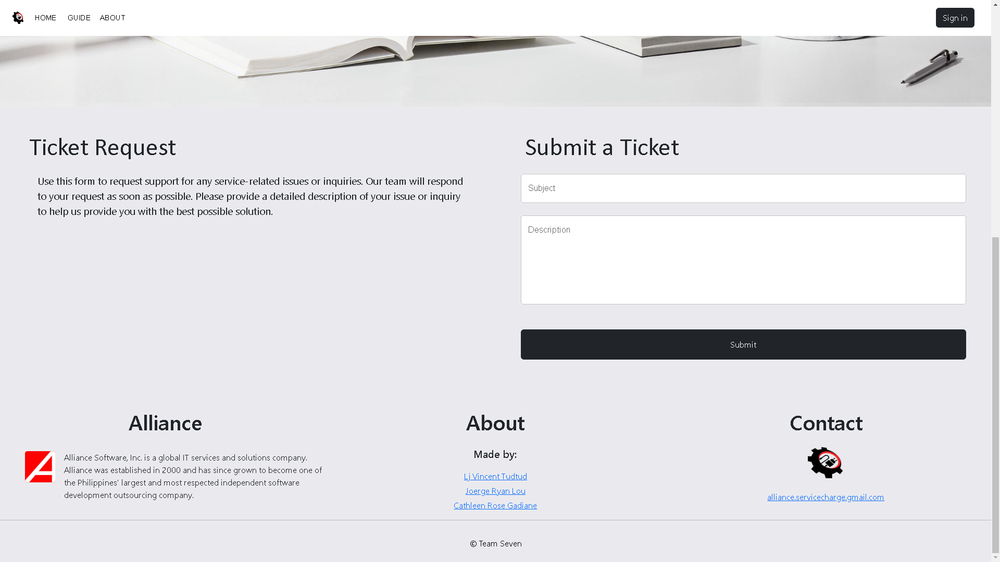 HOME GUIDE ABOUT Sign in
Ticket Request
Use this form to request support for any service-related issues or inquiries. Our team will respond
to your request as soon as possible. Please provide a detailed description of your issue or inquiry
to help us provide you with the best possible solution.
Submit a Ticket
Subject
Description
Submit
Alliance
Alliance Software, Inc. is a global IT services and solutions company.
Alliance was established in 2000 and has since grown to become one of
the Philippines' largest and most respected independent software
development outsourcing company.
About
Made by:
Lj Vincent Tudtud
Joerge Ryan Lou
Cathleen Rose Gadiane
Contact
alliance.servicecharge.gmail.com
© Team Seven